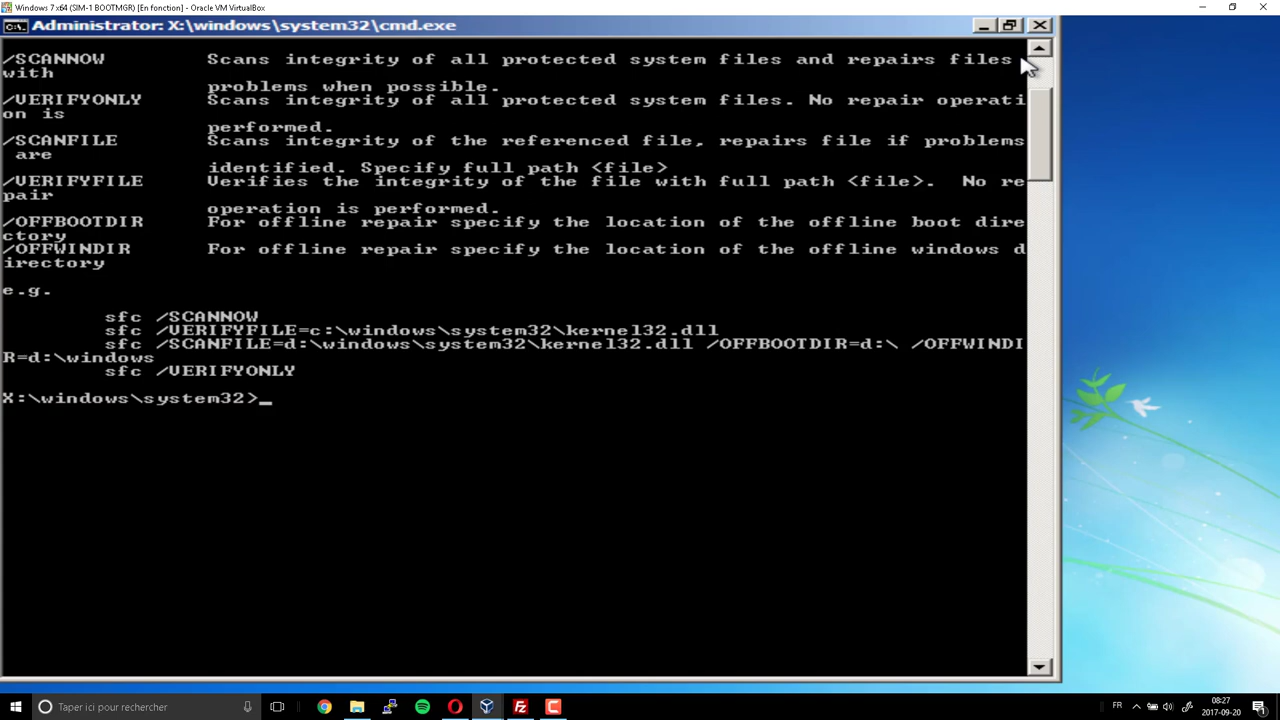 Windows 7 x64 (SIM-1 BOOTMGR) [En fonction] - Oracle VM VirtualBox
Administrator: X:\windows\system32\cmd.exe
/SCANNOW        Scans integrity of all protected system files and repairs files
with
                problems when possible.
/VERIFYONLY     Scans integrity of all protected system files. No repair operati
on is
                performed.
/SCANFILE       Scans integrity of the referenced file, repairs file if problems
 are
                identified. Specify full path <file>
/VERIFYFILE     Verifies the integrity of the file with full path <file>.  No re
pair
                operation is performed.
/OFFBOOTDIR     For offline repair specify the location of the offline boot dire
ctory
/OFFWINDIR      For offline repair specify the location of the offline windows d
irectory
e.g.
        sfc /SCANNOW
        sfc /VERIFYFILE=c:\windows\system32\kernel32.dll
        sfc /SCANFILE=d:\windows\system32\kernel32.dll /OFFBOOTDIR=d:\ /OFFWINDI
R=d:\windows
        sfc /VERIFYONLY
X:\windows\system32>_
Taper ici pour rechercher
FR
08:27
2017-09-20